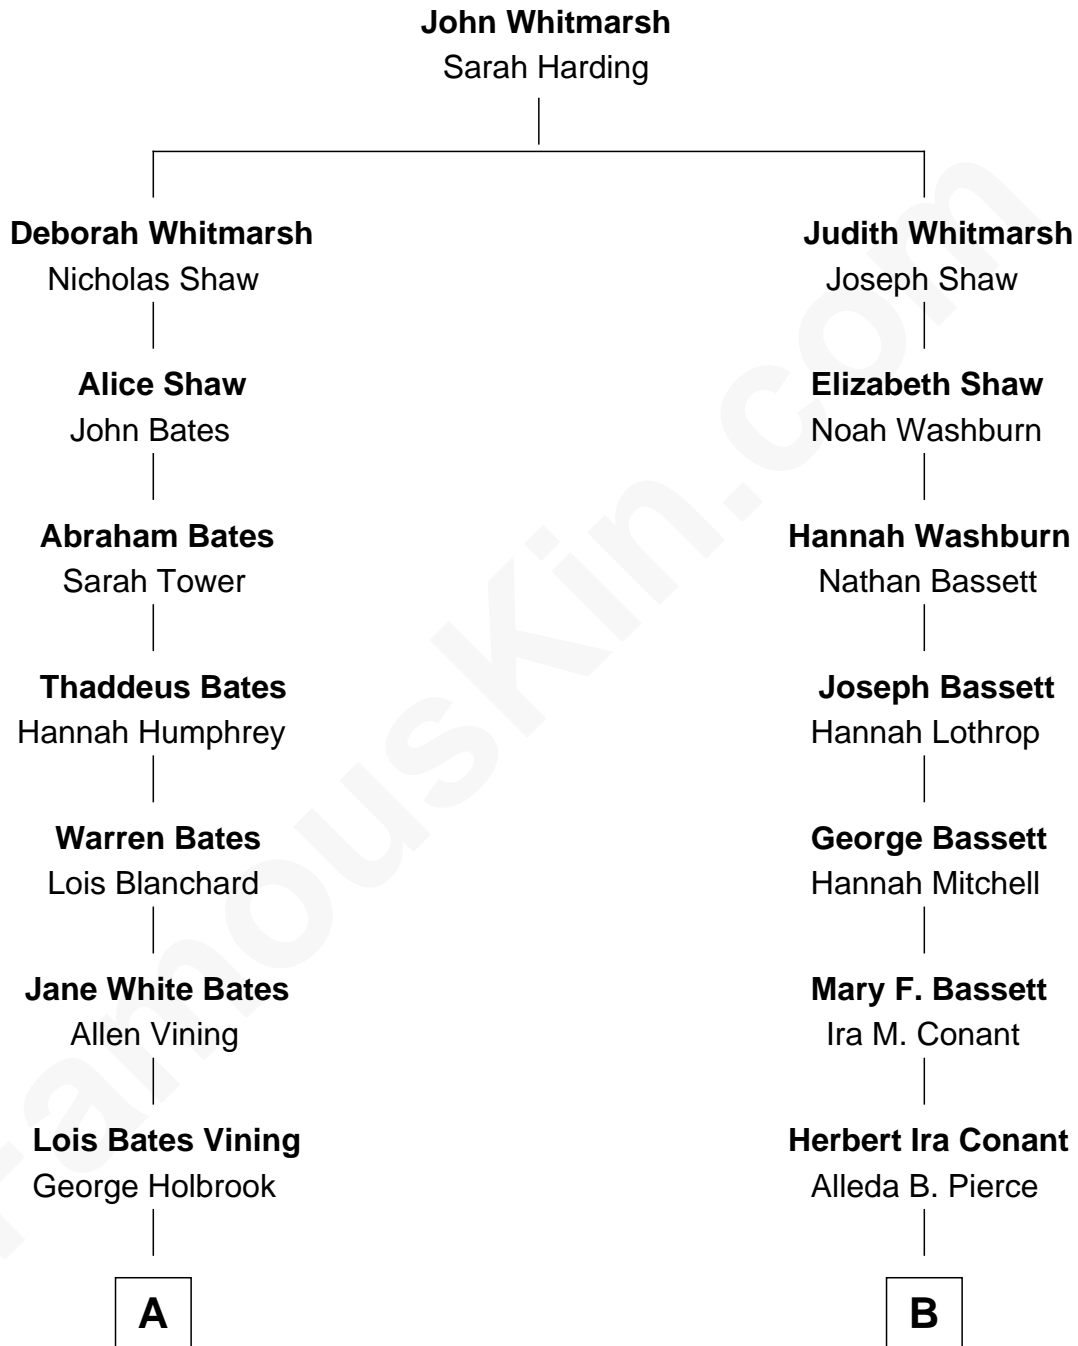 John Whitmarsh
Sarah Harding
Deborah Whitmarsh
Nicholas Shaw
Judith Whitmarsh
Joseph Shaw
Alice Shaw
John Bates
Elizabeth Shaw
Noah Washburn
Abraham Bates
Sarah Tower
Hannah Washburn
Nathan Bassett
Thaddeus Bates
Hannah Humphrey
Joseph Bassett
Hannah Lothrop
Warren Bates
Lois Blanchard
George Bassett
Hannah Mitchell
Jane White Bates
Allen Vining
Mary F. Bassett
Ira M. Conant
Lois Bates Vining
George Holbrook
Herbert Ira Conant
Alleda B. Pierce
A
B
FamousKin.com